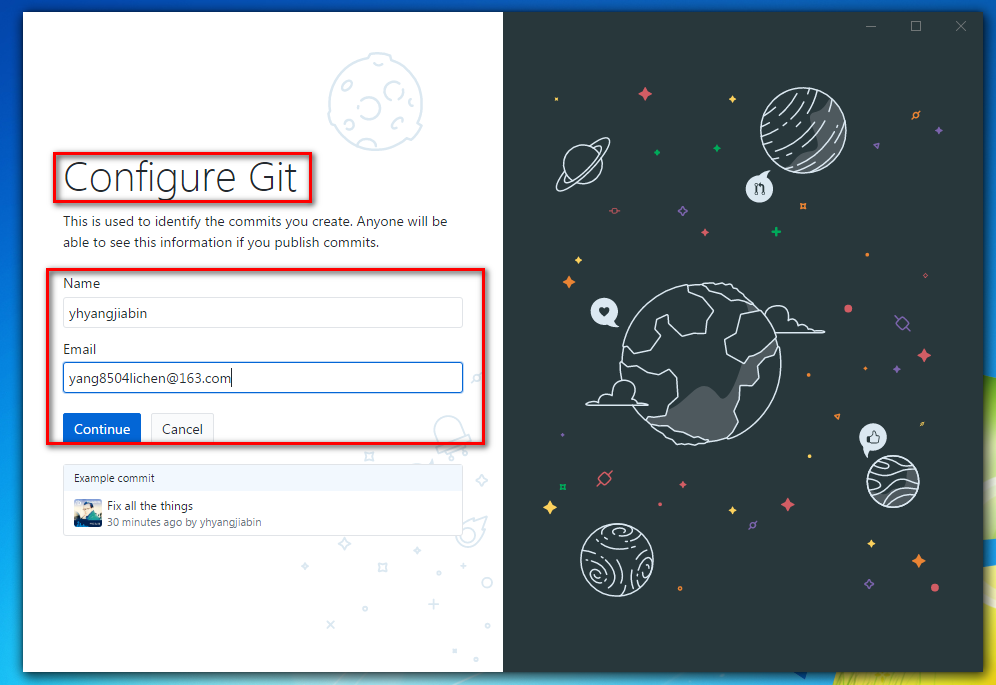 Configure Git
This is used to identify the commits you create. Anyone will be
able to see this information if you publish commits.
Name
yhyangjiabin
Email
yang8504lichen@163.com
Continue
Cancel
Example commit
Fix all the things
30 minutes ago by yhyangjiabin